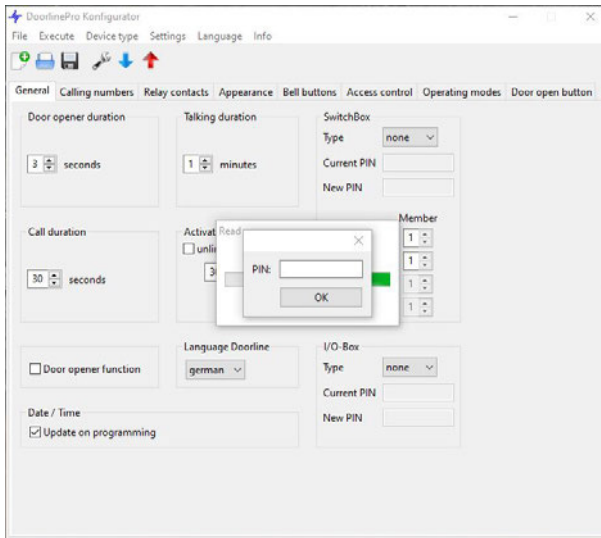 DoorlinePro Konfigurator
File Execute Device type Settings Language Info
General Calling numbers Relay contacts Appearance Bell buttons Access control Operating modes Door open button
Door opener duration
3 seconds
Talking duration
1 minutes
SwitchBox
Type none
Current PIN
New PIN
Member
1
1
1
1
Call duration
30 seconds
Activat
unli
3
Read
PIN:
OK
Door opener function
Language Doorline
german
I/O-Box
Type none
Current PIN
New PIN
Date / Time
Update on programming